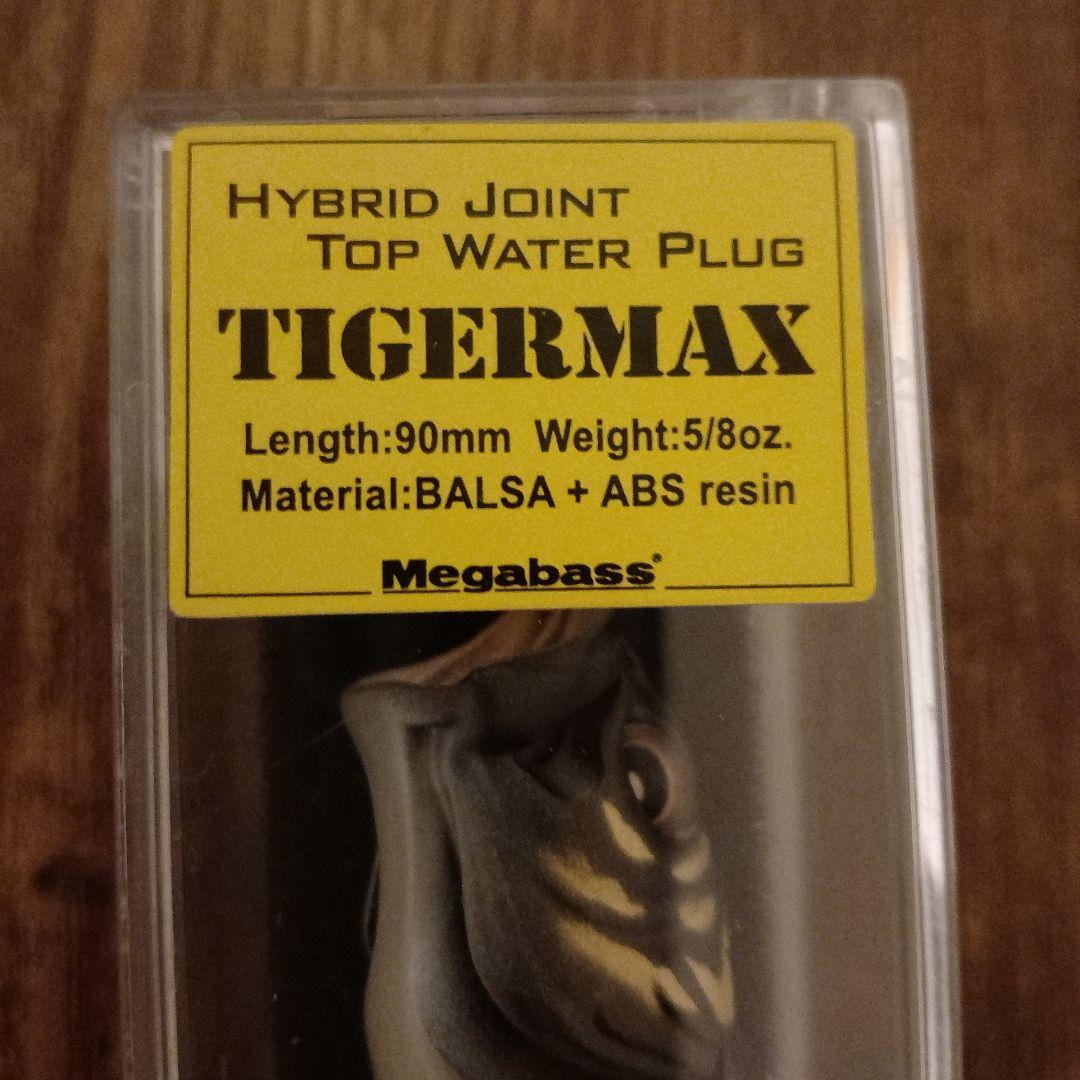 HYBRID JOINT
TOP WATER PLUG
TIGERMAX
Length:90mm Weight:5/8oz.
Material:BALSA + ABS resin
Megabass®